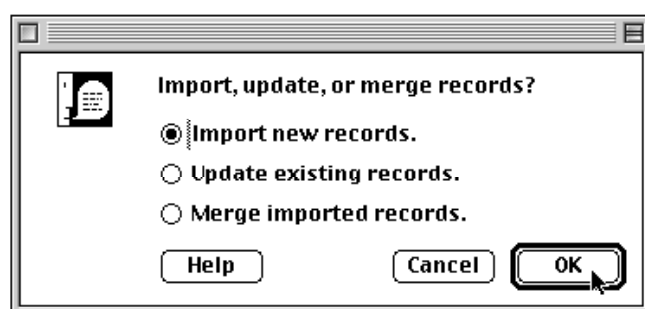 Import, update, or merge records?
Import new records.
Update existing records.
Merge imported records.
Help Cancel OK